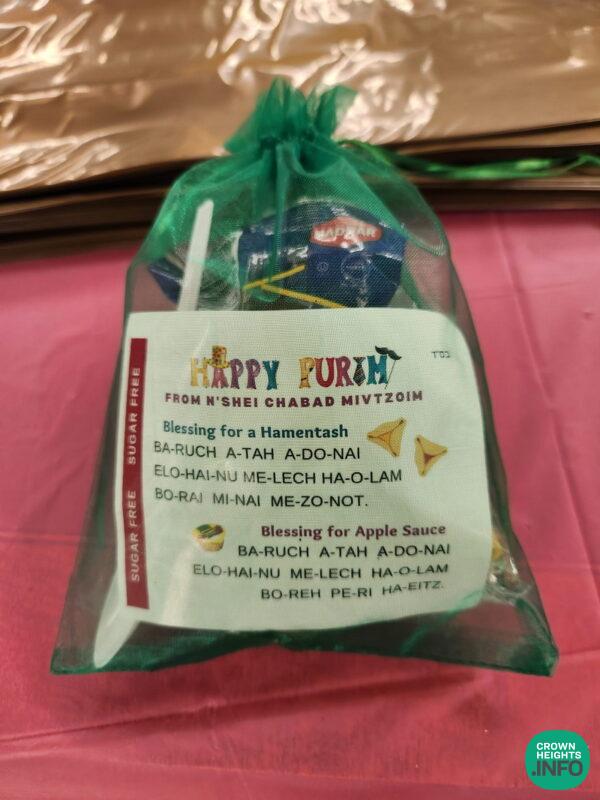 HADAR
HAPPY PURIM
בס"ד
FROM N'SHEI CHABAD MIVTZOIM
SUGAR FREE
SUGAR FREE
Blessing for a Hamentash
BA-RUCH A-TAH A-DO-NAI
ELO-HAI-NU ME-LECH HA-O-LAM
BO-RAI MI-NAI ME-ZO-NOT.
Blessing for Apple Sauce
BA-RUCH A-TAH A-DO-NAI
ELO-HAI-NU ME-LECH HA-O-LAM
BO-REH PE-RI HA-EITZ.
CROWN
HEIGHTS
.INFO